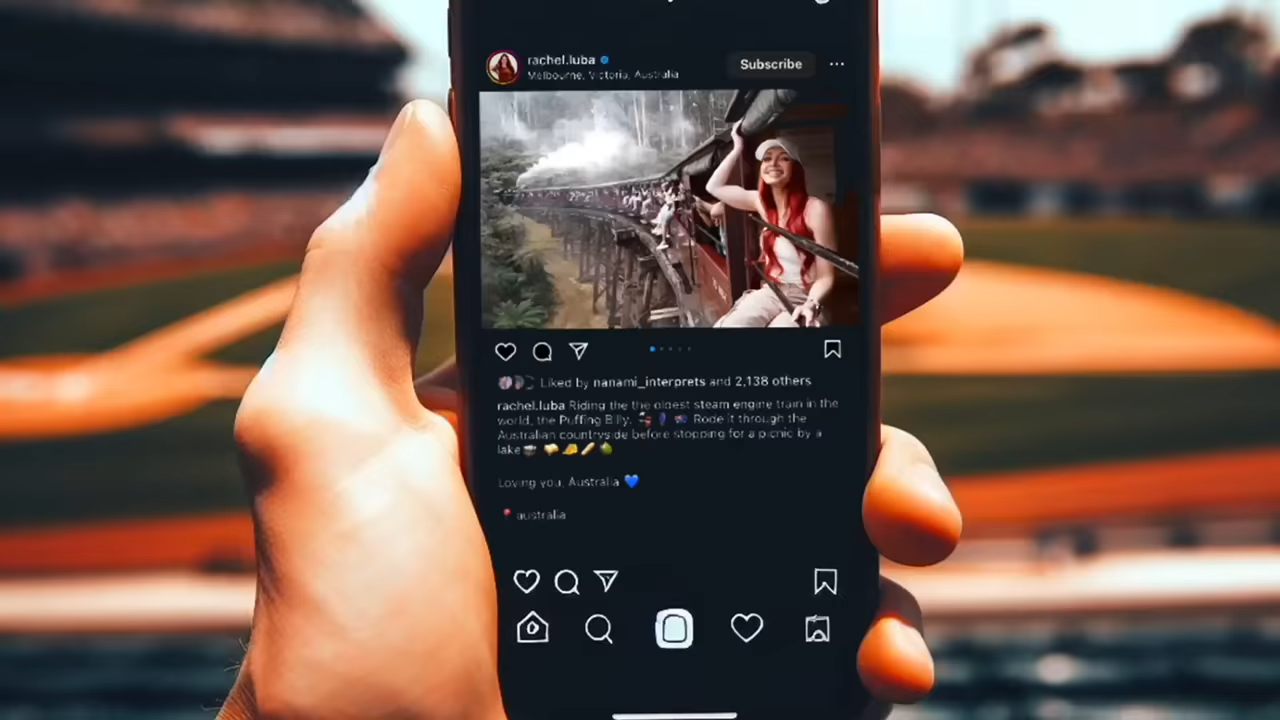 rachel.luba
Subscribe
Melbourne, Victoria, Australia
Liked by nanami_interprets and 2,138 others
rachel.luba Riding the the oldest steam engine train in the
world, the Puffing Billy. 🚂 🇦🇺 Rode it through the
Australian countryside before stopping for a picnic by a
lake
Loving you, Australia 💙
📍 australia